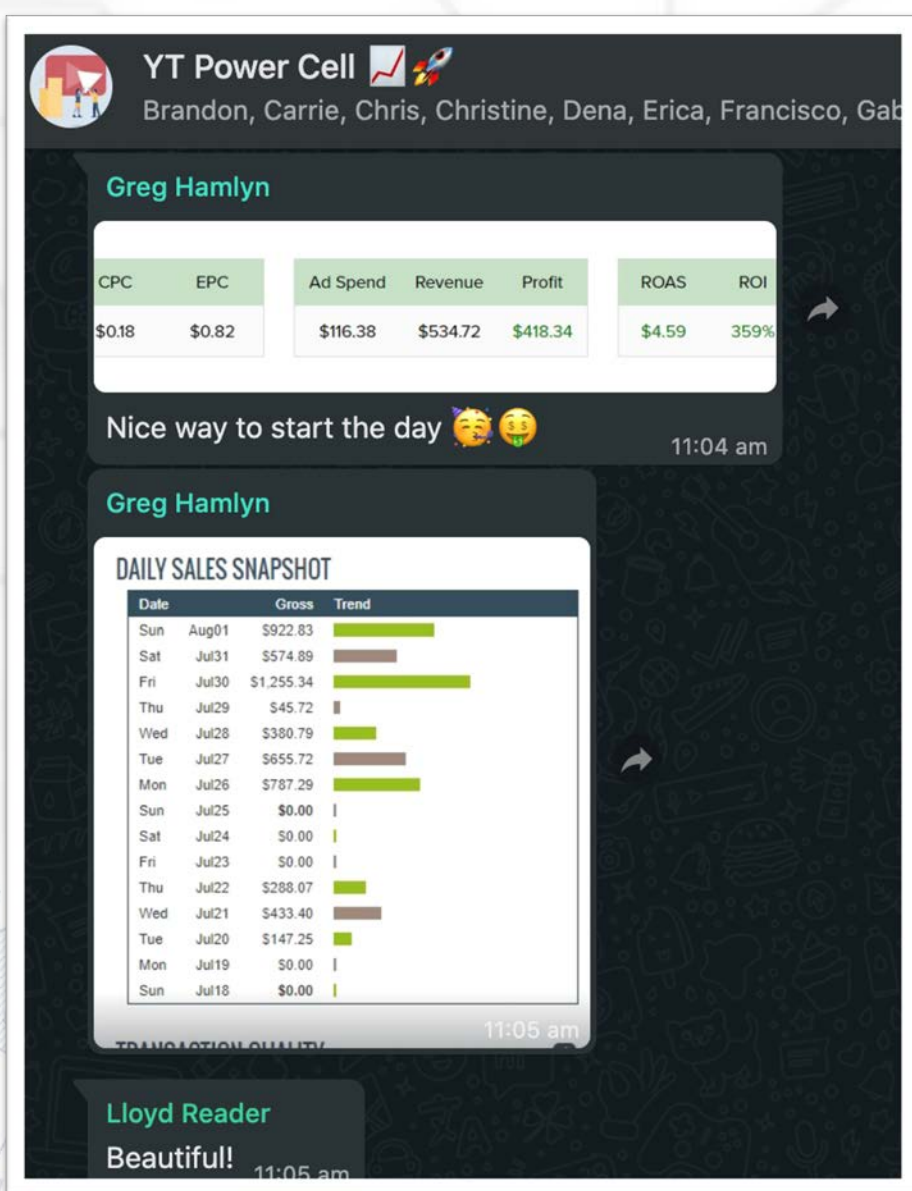 YT Power Cell 📈🚀
Brandon, Carrie, Chris, Christine, Dena, Erica, Francisco, Gab
Greg Hamlyn
CPC EPC Ad Spend Revenue Profit ROAS ROI
$0.18 $0.82 $116.38 $534.72 $418.34 $4.59 359%
Nice way to start the day 🥳🤑
11:04 am
Greg Hamlyn
DAILY SALES SNAPSHOT
Date Gross Trend
Sun Aug01 $922.83
Sat Jul31 $574.89
Fri Jul30 $1,255.34
Thu Jul29 $45.72
Wed Jul28 $380.79
Tue Jul27 $655.72
Mon Jul26 $787.29
Sun Jul25 $0.00
Sat Jul24 $0.00
Fri Jul23 $0.00
Thu Jul22 $288.07
Wed Jul21 $433.40
Tue Jul20 $147.25
Mon Jul19 $0.00
Sun Jul18 $0.00
11:05 am
TRANSACTION QUALITY
Lloyd Reader
Beautiful!
11:05 am